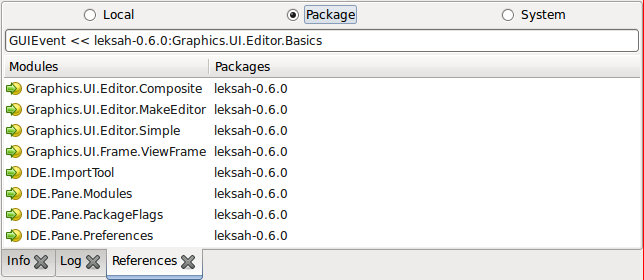 Local Package System
GUIEvent << leksah-0.6.0:Graphics.UI.Editor.Basics
Modules Packages
Graphics.UI.Editor.Composite leksah-0.6.0
Graphics.UI.Editor.MakeEditor leksah-0.6.0
Graphics.UI.Editor.Simple leksah-0.6.0
Graphics.UI.Frame.ViewFrame leksah-0.6.0
IDE.ImportTool leksah-0.6.0
IDE.Pane.Modules leksah-0.6.0
IDE.Pane.PackageFlags leksah-0.6.0
IDE.Pane.Preferences leksah-0.6.0
Info Log References